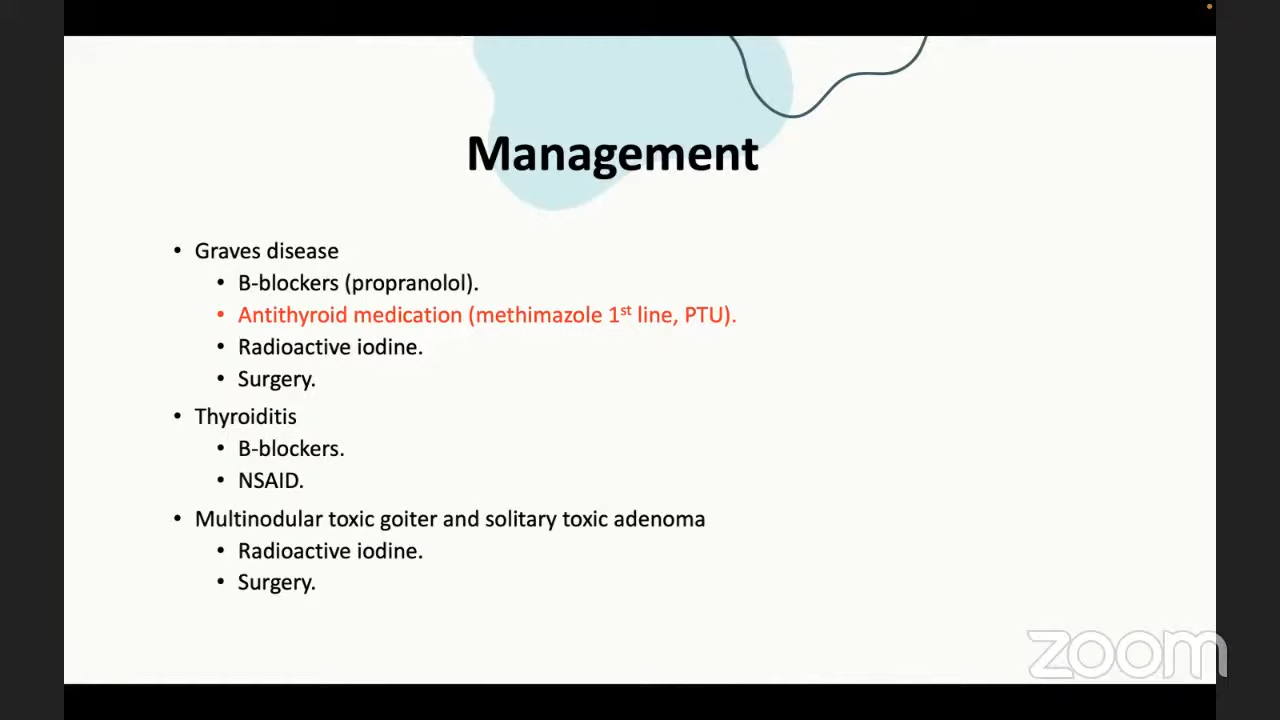 Management
• Graves disease
• B-blockers (propranolol).
• Antithyroid medication (methimazole 1st line, PTU).
• Radioactive iodine.
• Surgery.
• Thyroiditis
• B-blockers.
• NSAID.
• Multinodular toxic goiter and solitary toxic adenoma
• Radioactive iodine.
• Surgery.
zoom